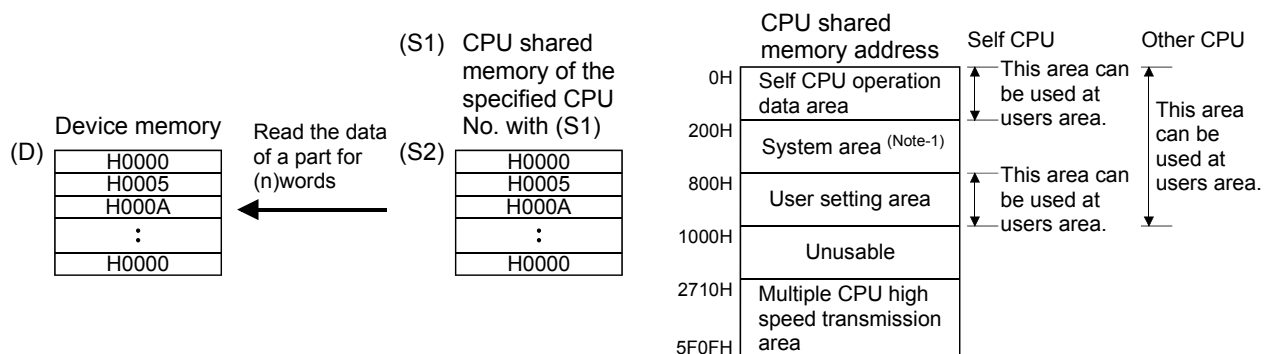 (S1) CPU shared
memory of the
specified CPU
No. with (S1)
Device memory
Read the data
of a part for
(n)words
(D)
H0000
H0005
H000A
:
H0000
(S2)
H0000
H0005
H000A
:
H0000
CPU shared
memory address
Self CPU
Other CPU
0H
Self CPU operation
data area
This area can
be used at
users area.
200H
System area (Note-1)
This area
can be
used at
users area.
800H
User setting area
This area can
be used at
users area.
1000H
Unusable
2710H
Multiple CPU high
speed transmission
area
5F0FH